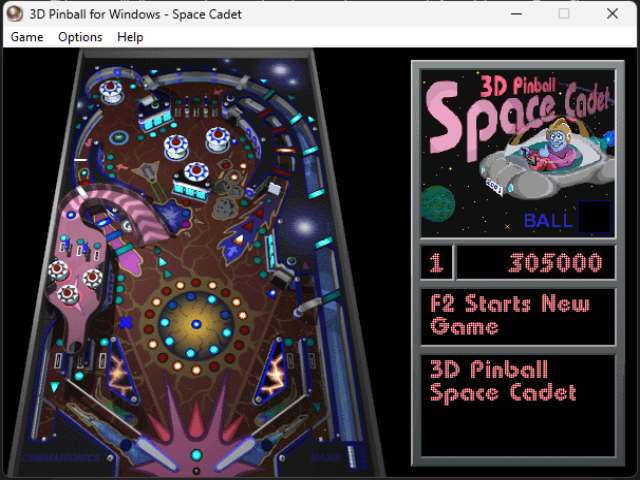 3D Pinball for Windows - Space Cadet
Game Options Help
3D Pinball
Space Cadet
BALL
1 305000
F2 Starts New
Game
3D Pinball
Space Cadet
CINEMATRONICS
MAXIS